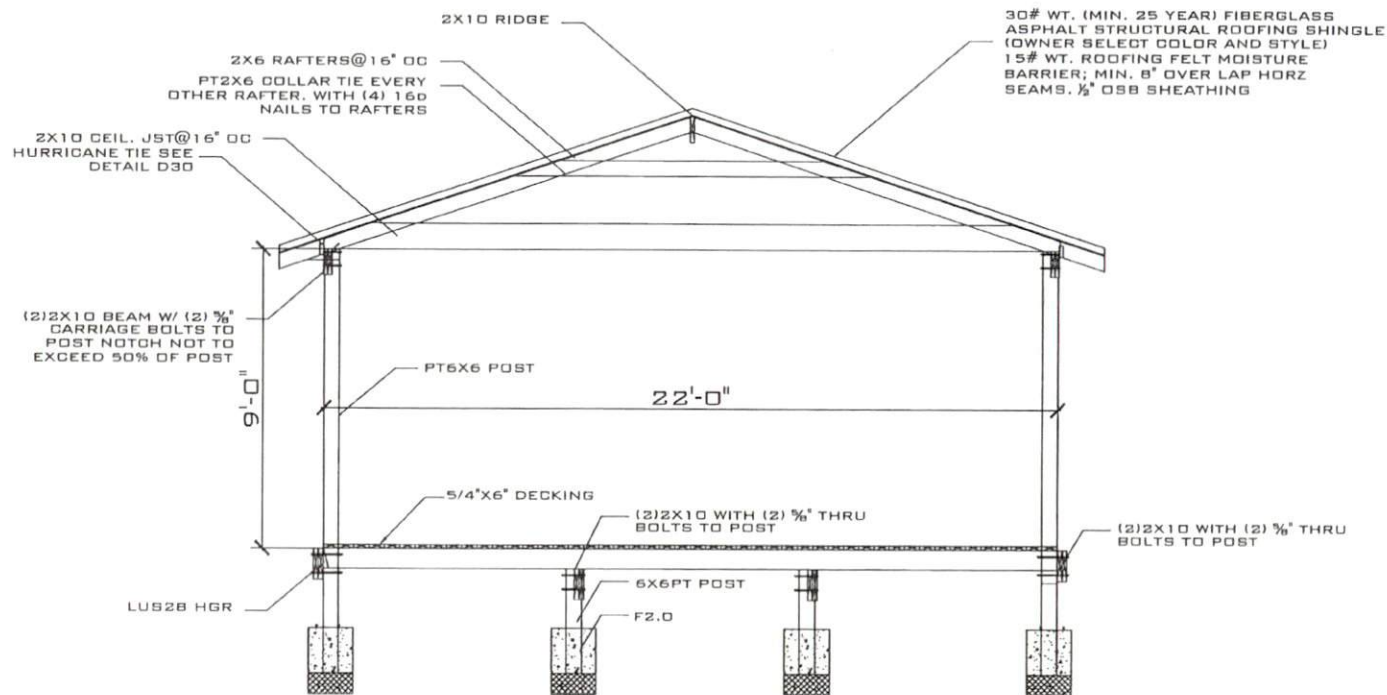 2X10 RIDGE
30# WT. (MIN. 25 YEAR) FIBERGLASS
ASPHALT STRUCTURAL ROOFING SHINGLE
(OWNER SELECT COLOR AND STYLE)
15# WT. ROOFING FELT MOISTURE
BARRIER; MIN. 8" OVER LAP HORZ
SEAMS. ½" OSB SHEATHING
2X6 RAFTERS@16" OC
PT2X6 COLLAR TIE EVERY
OTHER RAFTER. WITH (4) 16D
NAILS TO RAFTERS
2X10 CEIL. JST@16" OC
HURRICANE TIE SEE
DETAIL D30
(2)2X10 BEAM W/ (2) ⅝"
CARRIAGE BOLTS TO
POST NOTCH NOT TO
EXCEED 50% OF POST
PT6X6 POST
9'-0"
22'-0"
5/4"X6" DECKING
(2)2X10 WITH (2) ⅝" THRU
BOLTS TO POST
(2)2X10 WITH (2) ⅝" THRU
BOLTS TO POST
LUS28 HGR
6X6PT POST
F2.0